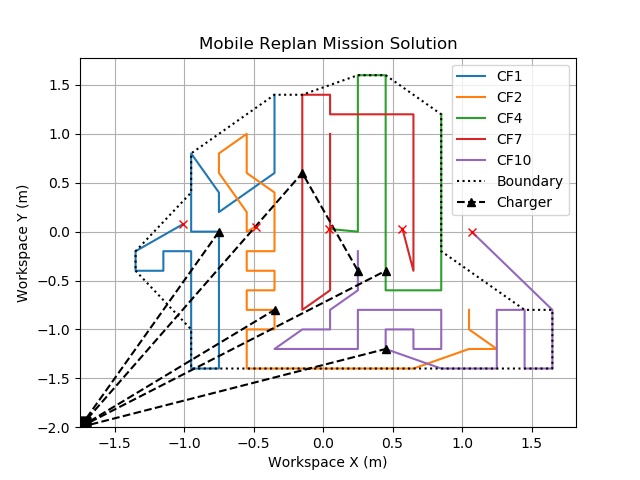 Mobile Replan Mission Solution
CF1
CF2
CF4
CF7
CF10
Boundary
Charger
1.5
1.0
0.5
0.0
−0.5
−1.0
−1.5
−2.0
Workspace Y (m)
−1.5 −1.0 −0.5 0.0 0.5 1.0 1.5
Workspace X (m)